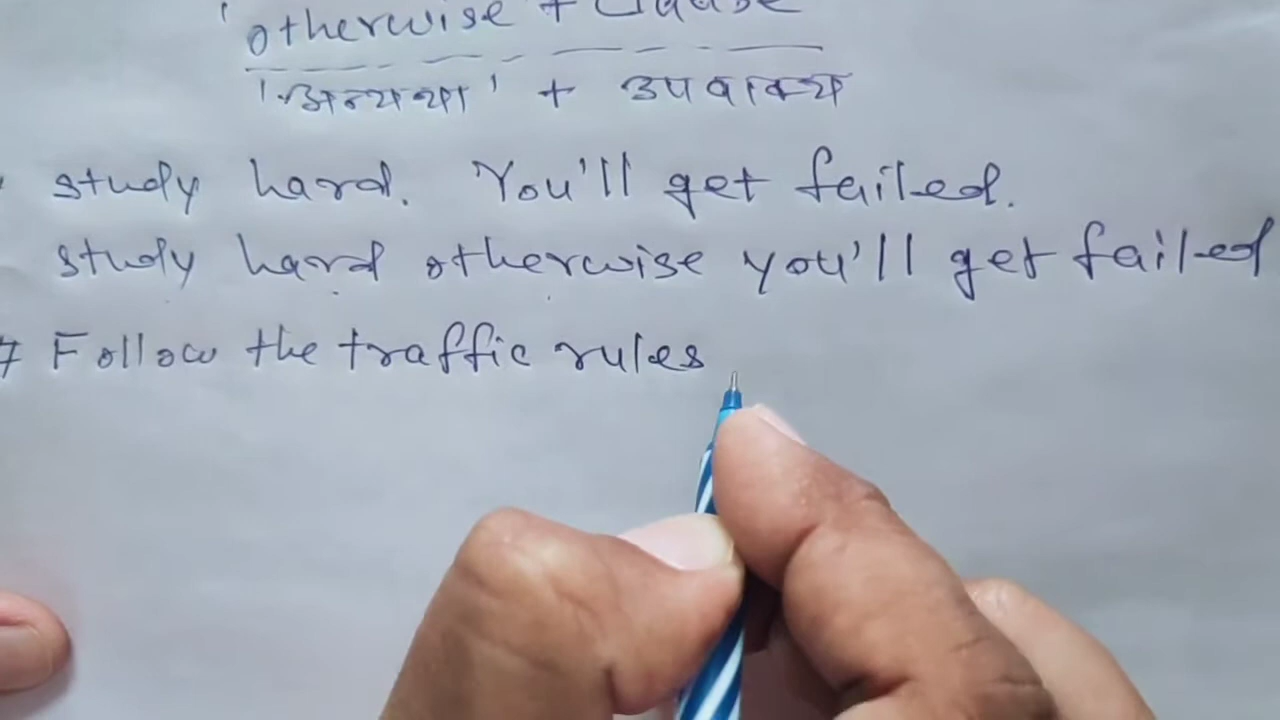 'otherwise + Clause
'अन्यथा' + उपवाक्य
study hard. You'll get failed.
study hard otherwise you'll get failed
# Follow the traffic rules